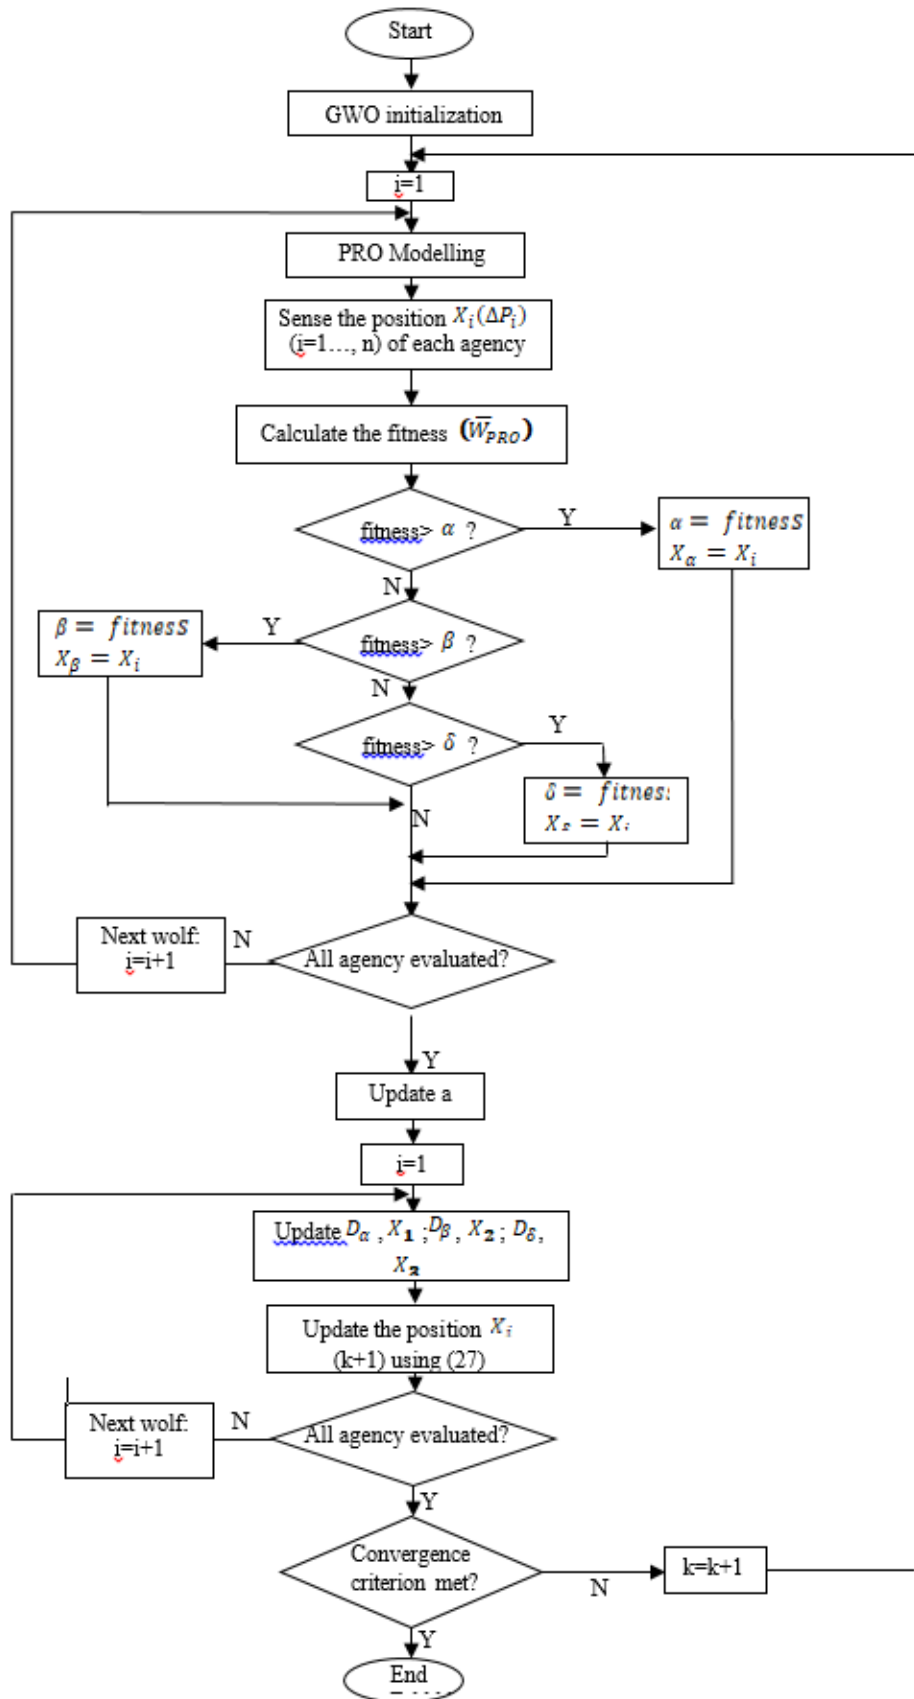 Start
GWO initialization
i=1
PRO Modelling
Sense the position X_i(ΔP_i)
(i=1..., n) of each agency
Calculate the fitness (W̅_PRO)
fitness> α ?
Y
α = fitness
X_α = X_i
N
fitness> β ?
Y
β = fitness
X_β = X_i
N
fitness> δ ?
Y
δ = fitnes
N
Next wolf:
i=i+1
N
All agency evaluated?
Y
Update a
i=1
Update D_α , X_1 ; D_β , X_2 ; D_δ,
Update the position X_i
(k+1) using (27)
Next wolf:
i=i+1
N
All agency evaluated?
Y
Convergence
criterion met?
N
k=k+1
Y
End